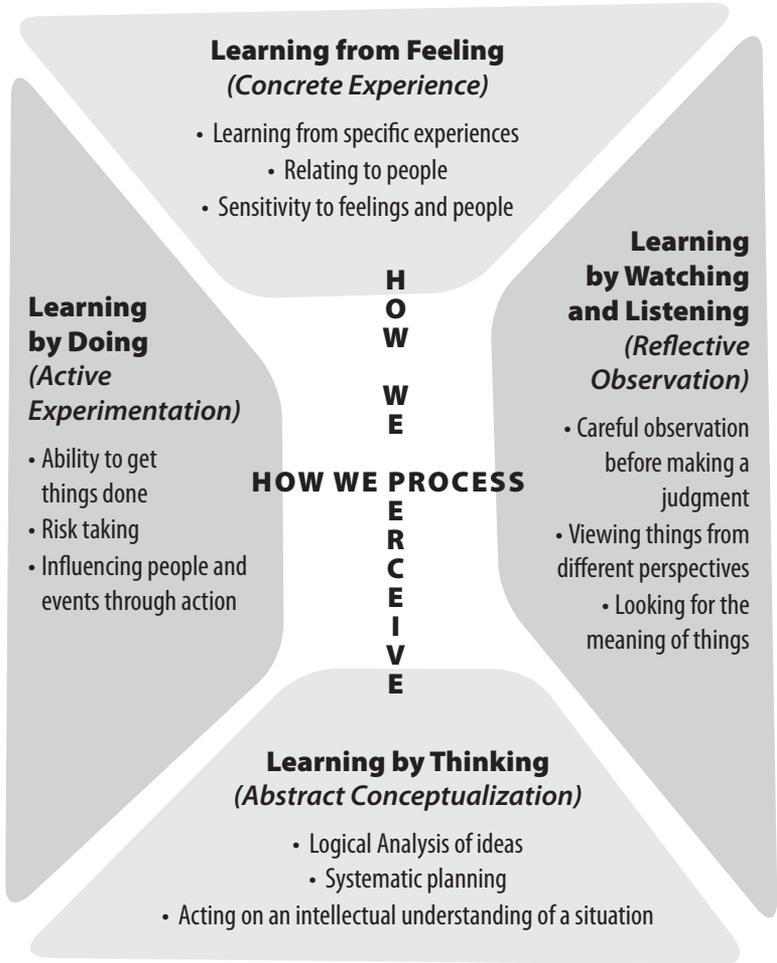 Learning from Feeling
(Concrete Experience)
• Learning from specific experiences
• Relating to people
• Sensitivity to feelings and people
Learning
by Doing
(Active
Experimentation)
• Ability to get
things done
• Risk taking
• Influencing people and
events through action
HOW WE PERCEIVE
HOW WE PROCESS
Learning
by Watching
and Listening
(Reflective
Observation)
• Careful observation
before making a
judgment
• Viewing things from
different perspectives
• Looking for the
meaning of things
Learning by Thinking
(Abstract Conceptualization)
• Logical Analysis of ideas
• Systematic planning
• Acting on an intellectual understanding of a situation